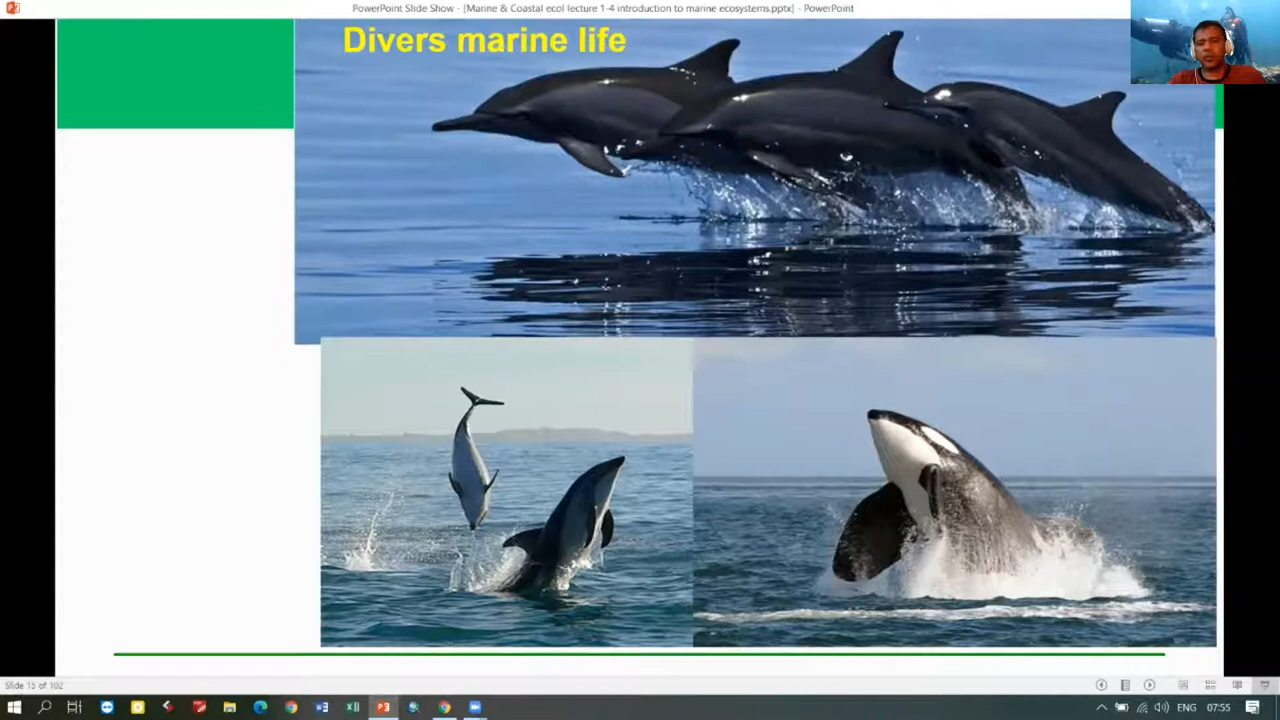 PowerPoint Slide Show - [Marine & Coastal ecol lecture 1-4 introduction to marine ecosystems.pptx] - PowerPoint
Divers marine life
Slide 15 of 102
ENG
07:55